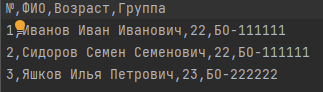 №,ФИО,Возраст,Группа
1,Иванов Иван Иванович,22,БО-111111
2,Сидоров Семен Семенович,22,БО-111111
3,Яшков Илья Петрович,23,БО-222222